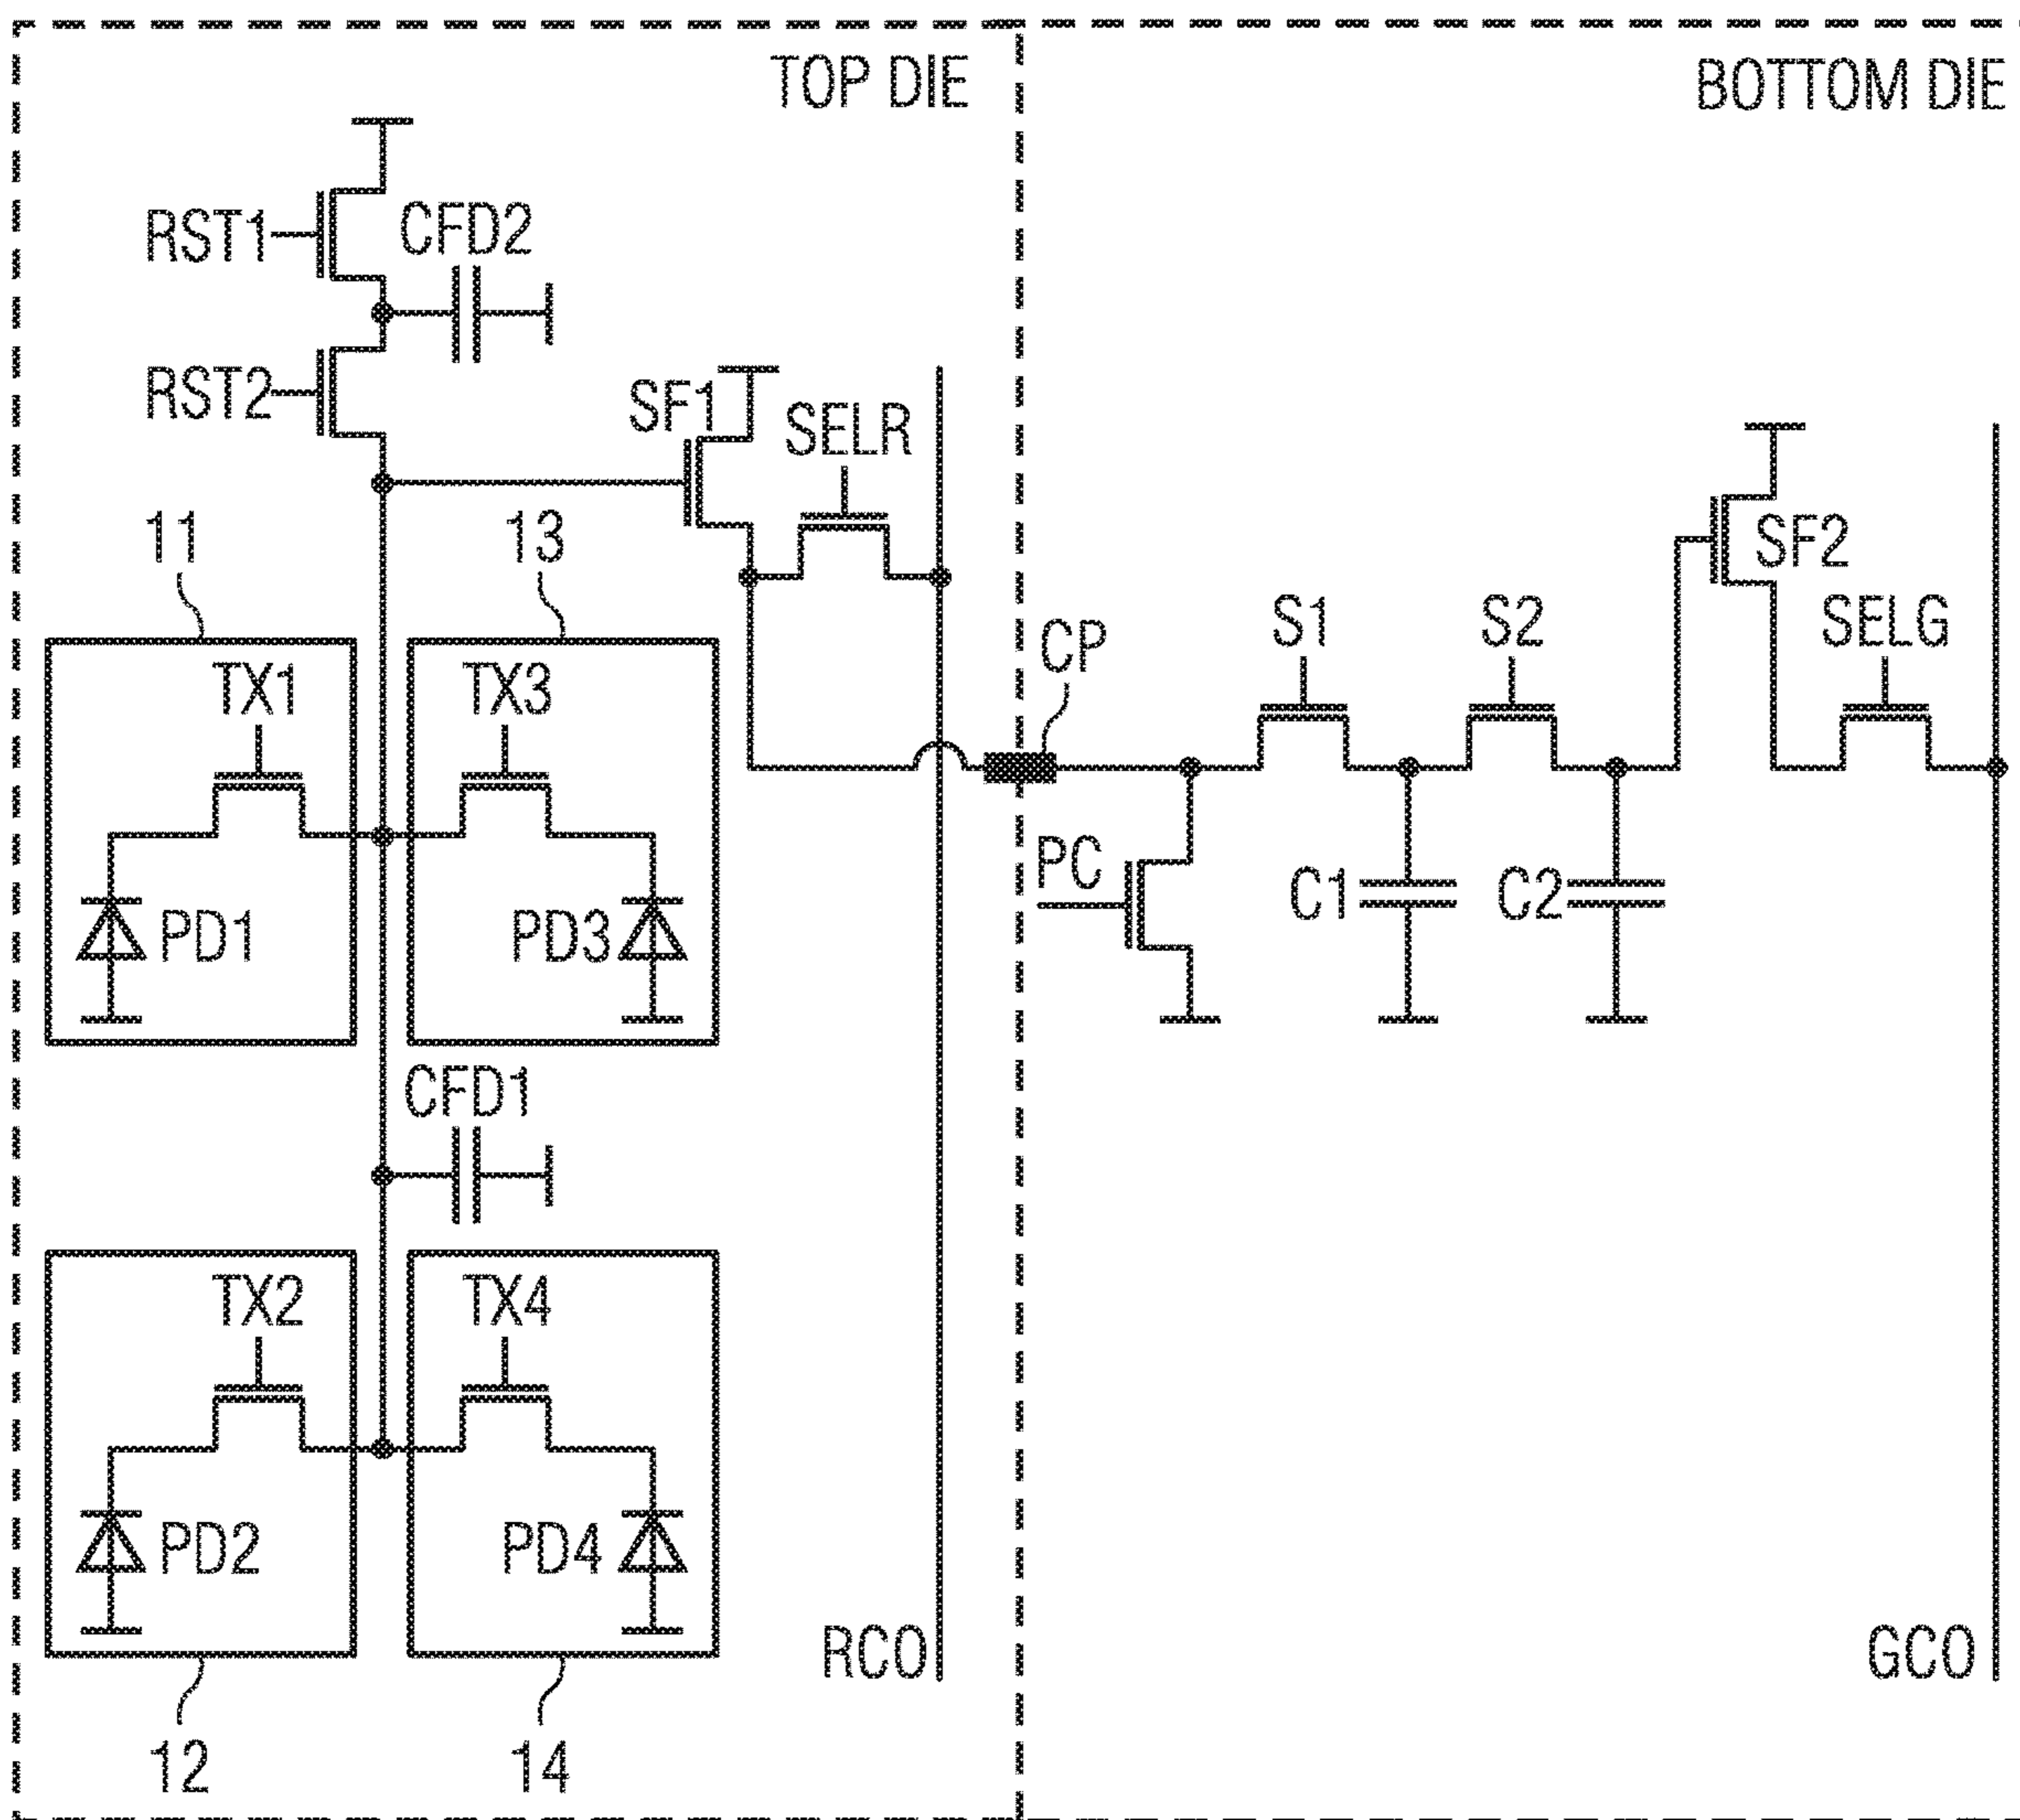 TOP DIE
BOTTOM DIE
RST1
CFD2
RST2
SF1
SELR
11
13
SF2
CP
S1
S2
SELG
TX1
TX3
PC
C1
C2
PD1
PD3
CFD1
TX2
TX4
PD2
PD4
RCO
GCO
12
14